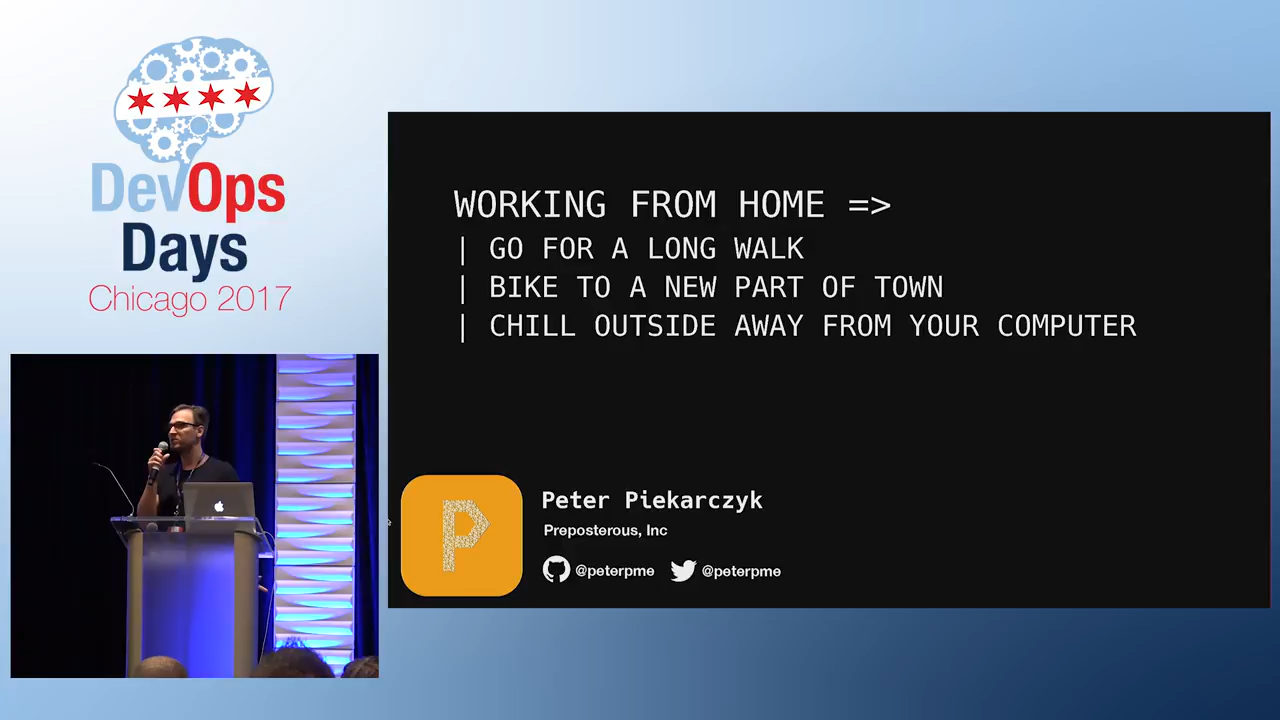 DevOps
Days
Chicago 2017
WORKING FROM HOME =>
| GO FOR A LONG WALK
| BIKE TO A NEW PART OF TOWN
| CHILL OUTSIDE AWAY FROM YOUR COMPUTER
P
Peter Piekarczyk
Preposterous, Inc
@peterpme @peterpme